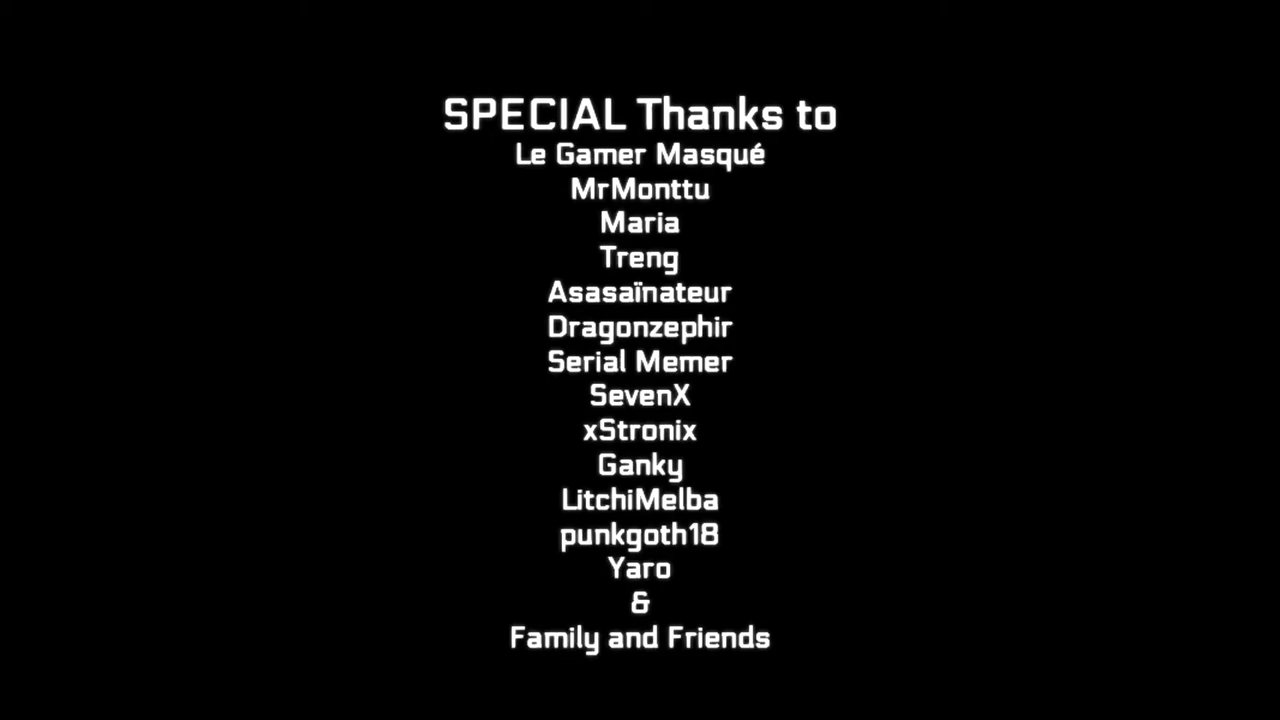 SPECIAL Thanks to
Le Gamer Masqué
MrMonttu
Maria
Treng
Asasaïnateur
Dragonzephir
Serial Memer
SevenX
xStronix
Ganky
LitchiMelba
punkgoth18
Yaro
&
Family and Friends